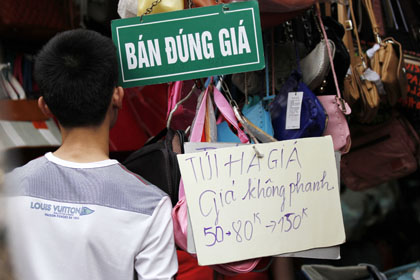 BÁN ĐÚNG GIÁ
TÚI HẠ GIÁ
Giá không phanh
50→80K→150K
LOUIS VUITTON